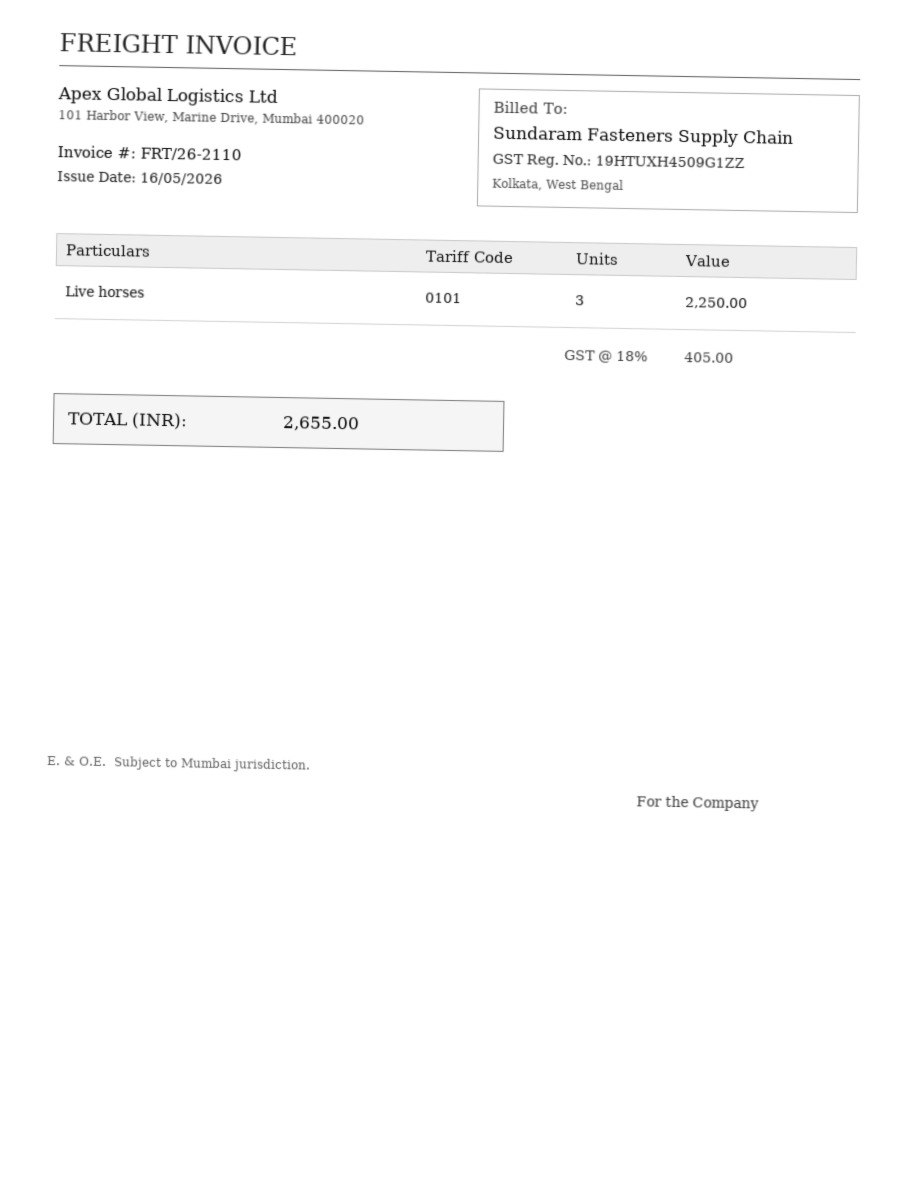 FREIGHT INVOICE
Apex Global Logistics Ltd
101 Harbor View, Marine Drive, Mumbai 400020
Invoice #: FRT/26-2110
Issue Date: 16/05/2026
Billed To:
Sundaram Fasteners Supply Chain
GST Reg. No.: 19HTUXH4509G1ZZ
Kolkata, West Bengal
Particulars Tariff Code Units Value
Live horses 0101 3 2,250.00
GST @ 18% 405.00
TOTAL (INR): 2,655.00
E. & O.E. Subject to Mumbai jurisdiction.
For the Company